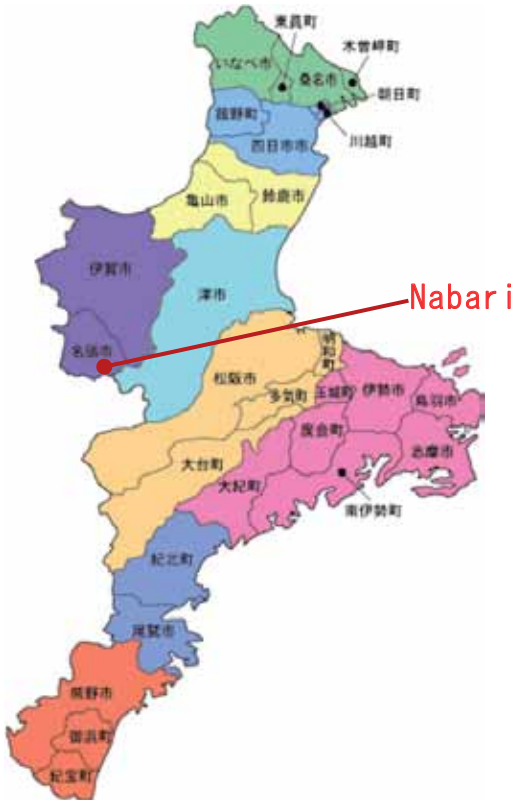 東員町
木曽岬町
いなべ市
桑名市
朝日町
菰野町
川越町
四日市市
亀山市
鈴鹿市
伊賀市
津市
Nabari
名張市
明和町
松阪市
多気町
玉城町
伊勢市
鳥羽市
度会町
志摩市
大台町
大紀町
南伊勢町
紀北町
尾鷲市
熊野市
御浜町
紀宝町